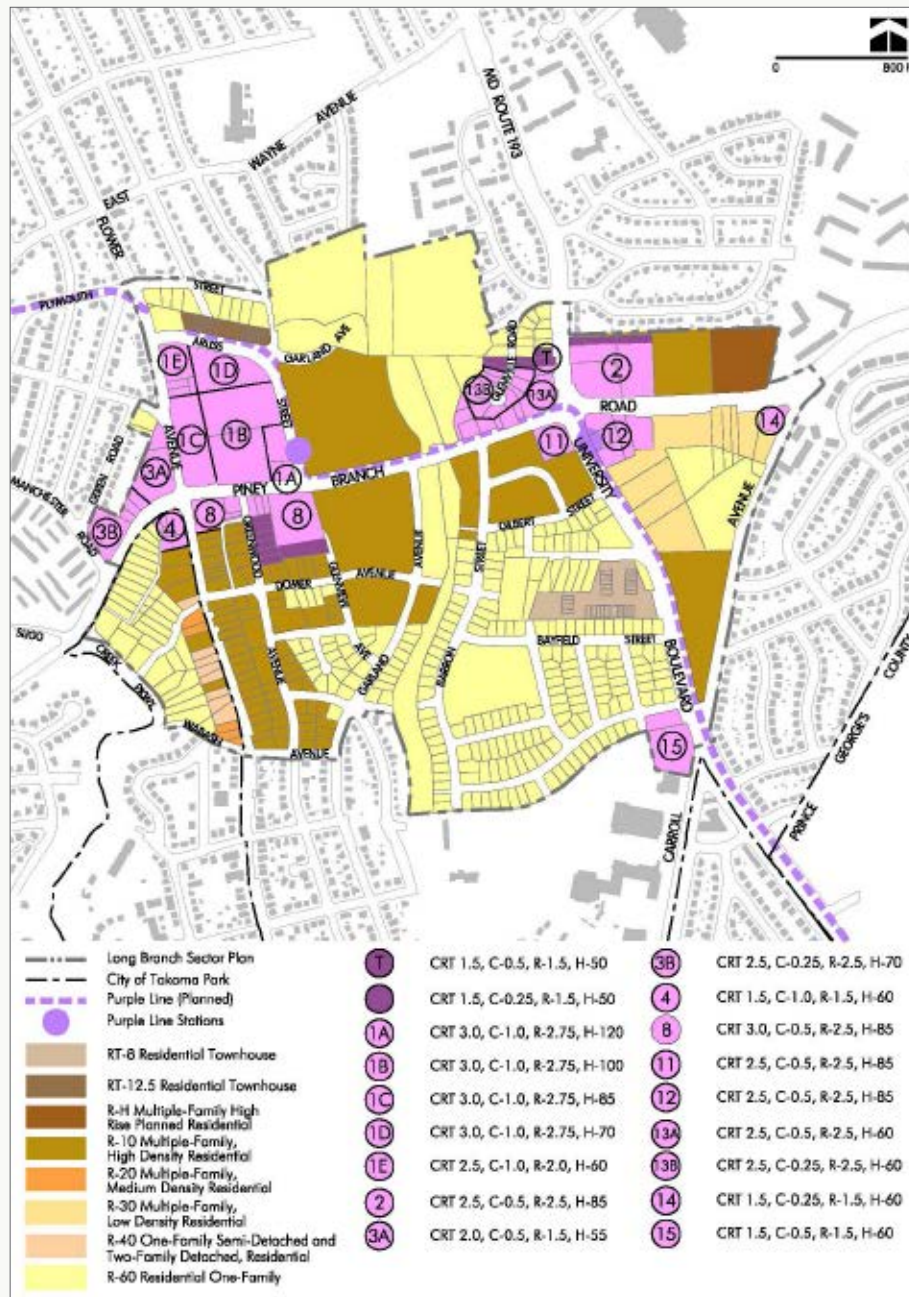 0 800
MD ROUTE 193
EAST WAYNE AVENUE
FLOWER
PLYMOUTH
STREET
ARLISS
GARLAND AVE
ROAD
T
1E
1D
13B
13A
2
ROAD
14
1C
1B
STREET
11
12
UNIVERSITY
AVENUE
3A
AVENUE
1A
BRANCH
PINEY
MANCHESTER
ROAD
3B
4
8
8
GREENWOOD
GLENVIEW
GILBERT
STREET
AVENUE
DOMER
AVENUE
AVENUE
STREET
SLIGO
CREEK
AVENUE
AVE
GARLAND
BARRON
BAYFIELD STREET
BOULEVARD
WABASH
AVENUE
15
CARROLL
PRINCE GEORGE'S COUNTY
Long Branch Sector Plan
City of Takoma Park
Purple Line (Planned)
Purple Line Stations
RT-8 Residential Townhouse
RT-12.5 Residential Townhouse
R-H Multiple-Family High
Rise Planned Residential
R-10 Multiple-Family,
High Density Residential
R-20 Multiple-Family,
Medium Density Residential
R-30 Multiple-Family,
Low Density Residential
R-40 One-Family Semi-Detached and
Two-Family Detached, Residential
R-60 Residential One-Family
T CRT 1.5, C-0.5, R-1.5, H-50
CRT 1.5, C-0.25, R-1.5, H-50
1A CRT 3.0, C-1.0, R-2.75, H-120
1B CRT 3.0, C-1.0, R-2.75, H-100
1C CRT 3.0, C-1.0, R-2.75, H-85
1D CRT 3.0, C-1.0, R-2.75, H-70
1E CRT 2.5, C-1.0, R-2.0, H-60
2 CRT 2.5, C-0.5, R-2.5, H-85
3A CRT 2.0, C-0.5, R-1.5, H-55
3B CRT 2.5, C-0.25, R-2.5, H-70
4 CRT 1.5, C-1.0, R-1.5, H-60
8 CRT 3.0, C-0.5, R-2.5, H-85
11 CRT 2.5, C-0.5, R-2.5, H-85
12 CRT 2.5, C-0.5, R-2.5, H-85
13A CRT 2.5, C-0.5, R-2.5, H-60
13B CRT 2.5, C-0.25, R-2.5, H-60
14 CRT 1.5, C-0.25, R-1.5, H-60
15 CRT 1.5, C-0.5, R-1.5, H-60